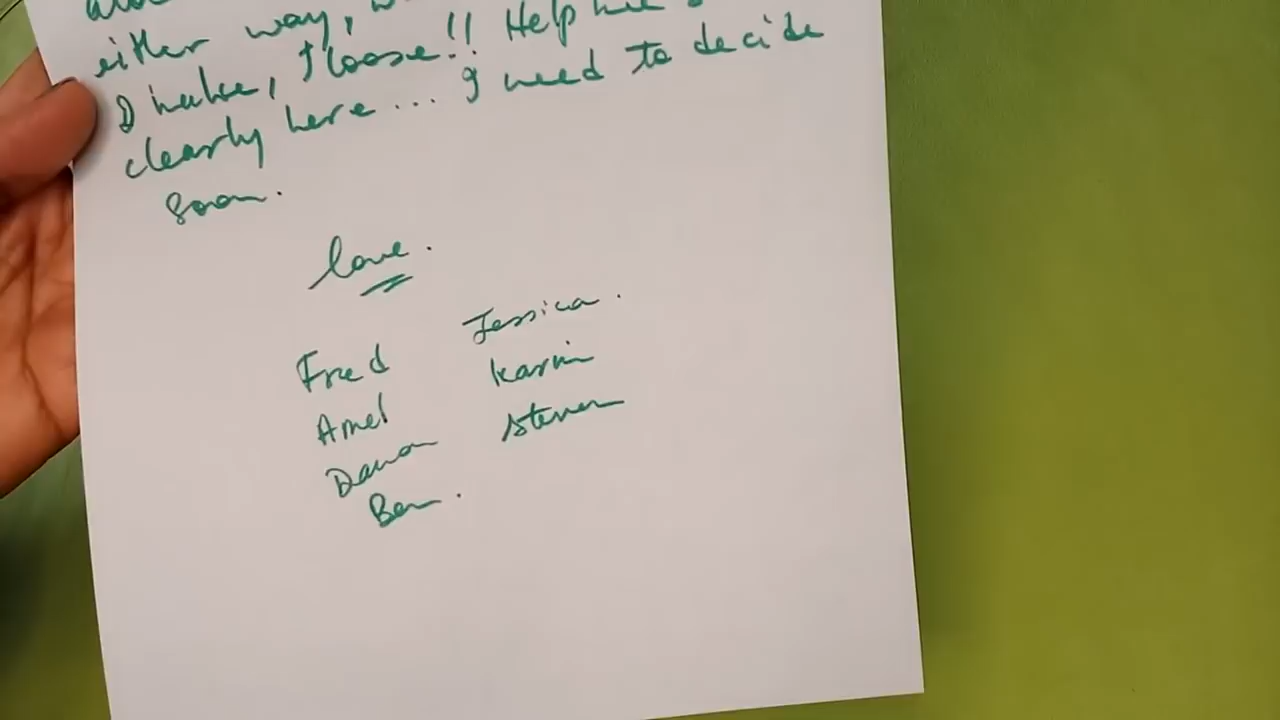 either way,
I make, I loose!! Help me
clearly here... I need to decide
soon.
love.
Fred Jessica.
Amel Karin
Steven
Ben.